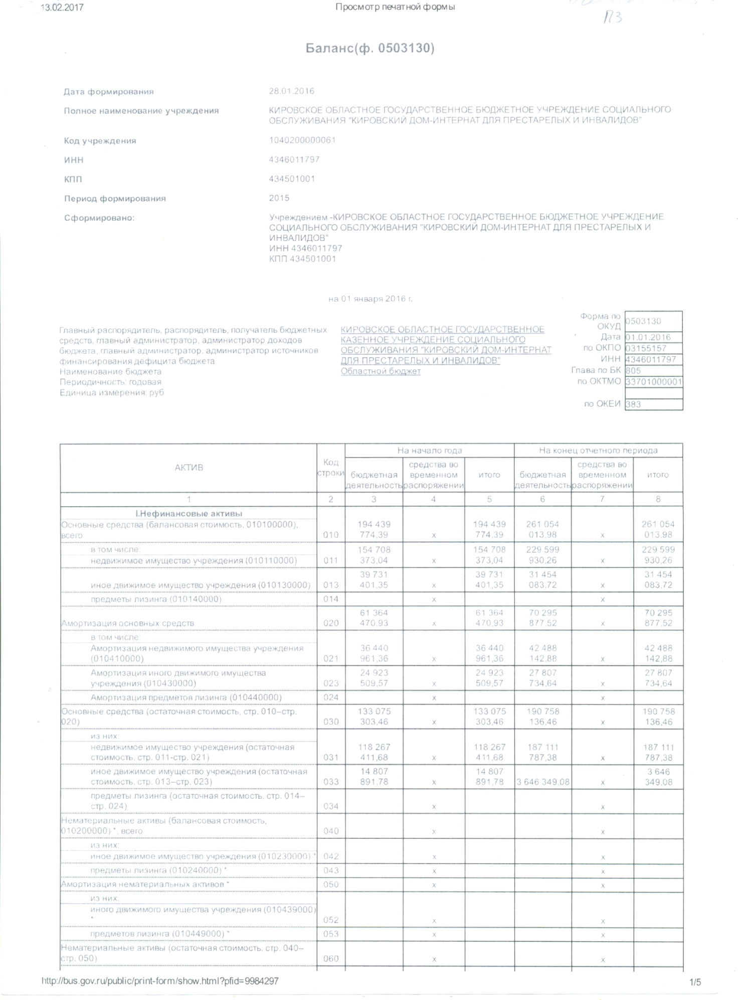 13.02.2017
Просмотр печатной формы
ПЗ
Баланс(ф. 0503130)
Дата формирования
28.01.2016
Полное наименование учреждения
КИРОВСКОЕ ОБЛАСТНОЕ ГОСУДАРСТВЕННОЕ БЮДЖЕТНОЕ УЧРЕЖДЕНИЕ СОЦИАЛЬНОГО
ОБСЛУЖИВАНИЯ "КИРОВСКИЙ ДОМ-ИНТЕРНАТ ДЛЯ ПРЕСТАРЕЛЫХ И ИНВАЛИДОВ"
Код учреждения
1040200000061
ИНН
4346011797
КПП
434501001
Период формирования
2015
Сформировано:
Учреждением -КИРОВСКОЕ ОБЛАСТНОЕ ГОСУДАРСТВЕННОЕ БЮДЖЕТНОЕ УЧРЕЖДЕНИЕ
СОЦИАЛЬНОГО ОБСЛУЖИВАНИЯ "КИРОВСКИЙ ДОМ-ИНТЕРНАТ ДЛЯ ПРЕСТАРЕЛЫХ И
ИНВАЛИДОВ"
ИНН 4346011797
КПП 434501001
на 01 января 2016 г.
Главный распорядитель, распорядитель, получатель бюджетных
средств, главный администратор, администратор доходов
бюджета, главный администратор, администратор источников
финансирования дефицита бюджета
Наименование бюджета
Периодичность: годовая
Единица измерения: руб
КИРОВСКОЕ ОБЛАСТНОЕ ГОСУДАРСТВЕННОЕ
КАЗЕННОЕ УЧРЕЖДЕНИЕ СОЦИАЛЬНОГО
ОБСЛУЖИВАНИЯ "КИРОВСКИЙ ДОМ-ИНТЕРНАТ
ДЛЯ ПРЕСТАРЕЛЫХ И ИНВАЛИДОВ"
Областной бюджет
Форма по
ОКУД 0503130
Дата 01.01.2016
по ОКПО 03155157
ИНН 4346011797
Глава по БК 805
по ОКТМО 33701000001
по ОКЕИ 383
АКТИВ
Код
строки
На начало года
На конец отчетного периода
бюджетная
деятельность
средства во
временном
распоряжении
итого
бюджетная
деятельность
средства во
временном
распоряжении
итого
1 2 3 4 5 6 7 8
I.Нефинансовые активы
Основные средства (балансовая стоимость, 010100000), 194 439 194 439 261 054 261 054
всего 010 774,39 x 774,39 013,98 x 013,98
в том числе: 154 708 154 708 229 599 229 599
недвижимое имущество учреждения (010110000) 011 373,04 x 373,04 930,26 x 930,26
39 731 39 731 31 454 31 454
иное движимое имущество учреждения (010130000) 013 401,35 x 401,35 083,72 x 083,72
предметы лизинга (010140000) 014 x x
61 364 61 364 70 295 70 295
Амортизация основных средств 020 470,93 x 470,93 877,52 x 877,52
в том числе:
Амортизация недвижимого имущества учреждения 36 440 36 440 42 488 42 488
(010410000) 021 961,36 x 961,36 142,88 x 142,88
Амортизация иного движимого имущества 24 923 24 923 27 807 27 807
учреждения (010430000) 023 509,57 x 509,57 734,64 x 734,64
Амортизация предметов лизинга (010440000) 024 x x
Основные средства (остаточная стоимость, стр. 010–стр. 133 075 133 075 190 758 190 758
020) 030 303,46 x 303,46 136,46 x 136,46
из них:
недвижимое имущество учреждения (остаточная 118 267 118 267 187 111 187 111
стоимость, стр. 011-стр. 021) 031 411,68 x 411,68 787,38 x 787,38
иное движимое имущество учреждения (остаточная 14 807 14 807 3 646
стоимость, стр. 013–стр. 023) 033 891,78 x 891,78 3 646 349,08 x 349,08
предметы лизинга (остаточная стоимость, стр. 014–
стр. 024) 034 x x
Нематериальные активы (балансовая стоимость,
010200000) *, всего 040 x x
из них:
иное движимое имущество учреждения (010230000) * 042 x x
предметы лизинга (010240000) * 043 x x
Амортизация нематериальных активов * 050 x x
из них:
иного движимого имущества учреждения (010439000)
* 052 x x
предметов лизинга (010449000) * 053 x x
Нематериальные активы (остаточная стоимость, стр. 040–
стр. 050) 060 x x
http://bus.gov.ru/public/print-form/show.html?pfid=9984297
1/5